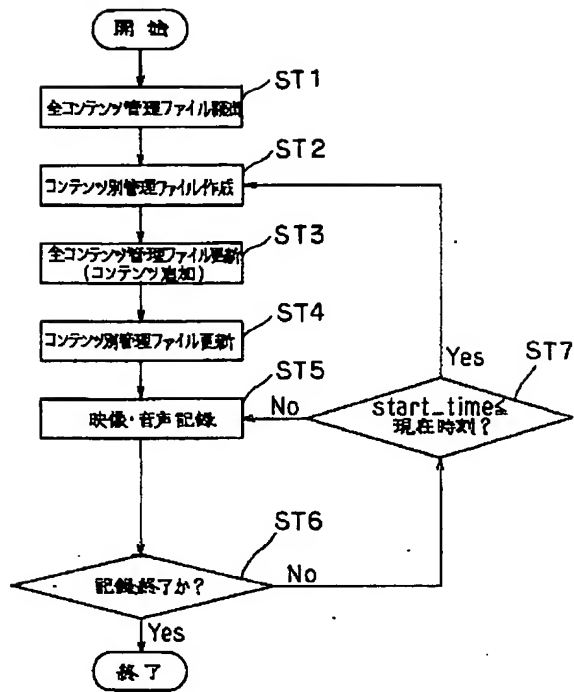 開始
ST1
全コンテンツ管理ファイル読出
ST2
コンテンツ別管理ファイル作成
ST3
全コンテンツ管理ファイル更新
(コンテンツ追加)
ST4
コンテンツ別管理ファイル更新
ST5
映像・音声記録
No
Yes
ST7
start_time≦
現在時刻?
ST6
記録終了か?
No
Yes
終了